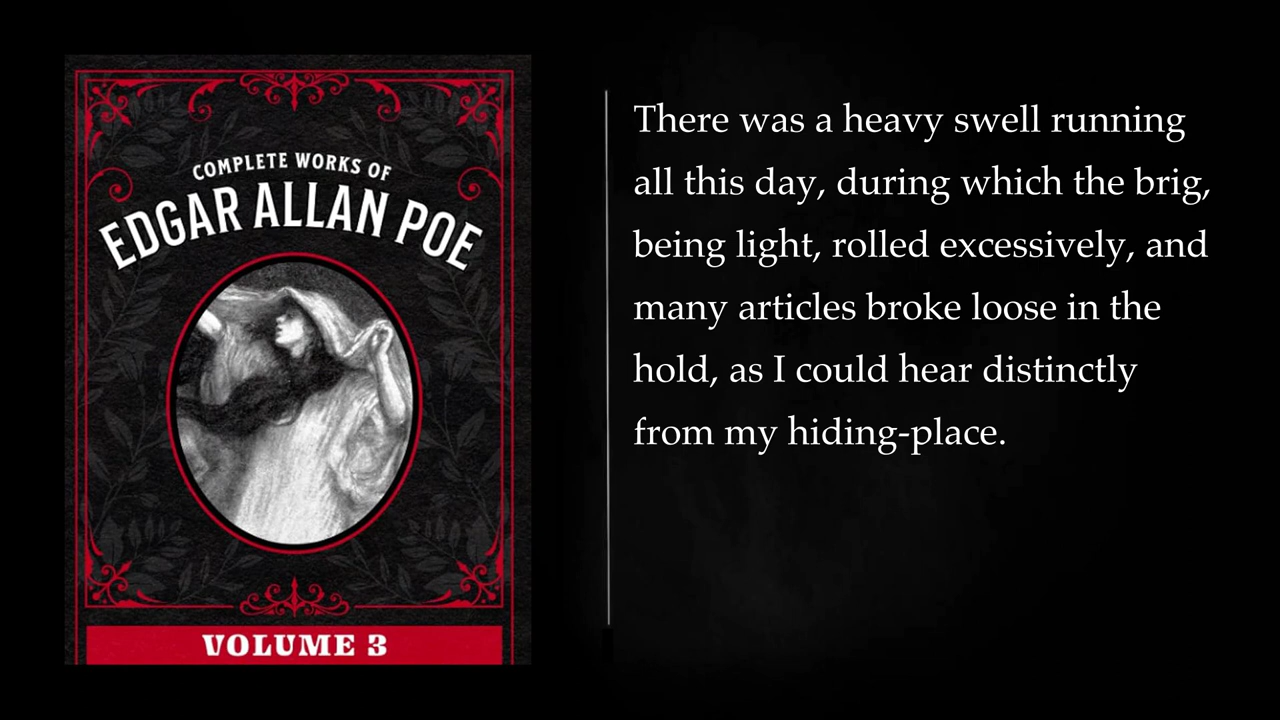 COMPLETE WORKS OF
EDGAR ALLAN POE
VOLUME 3
There was a heavy swell running
all this day, during which the brig,
being light, rolled excessively, and
many articles broke loose in the
hold, as I could hear distinctly
from my hiding-place.